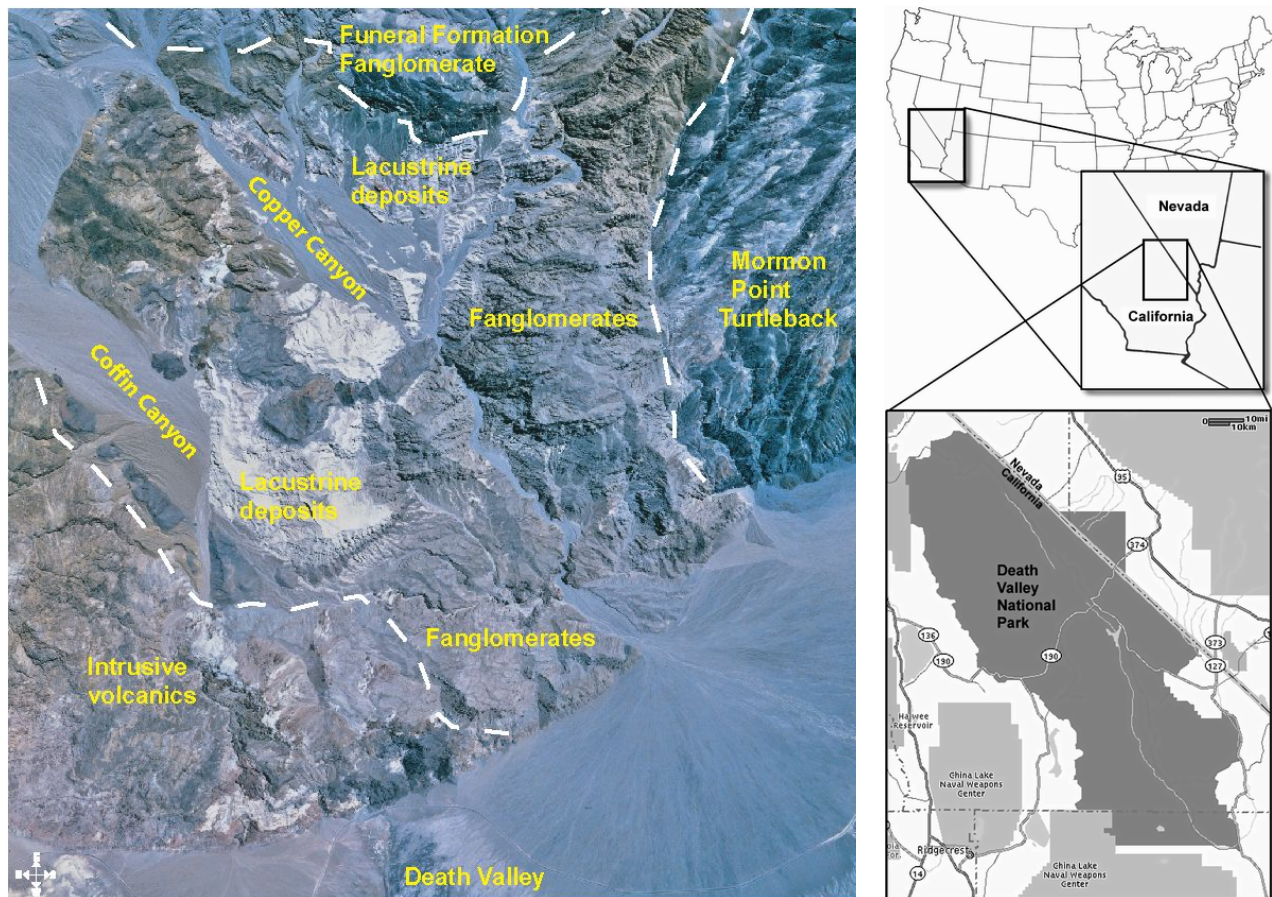 Funeral Formation
Fanglomerate
Lacustrine
deposits
Copper Canyon
Mormon
Point
Turtleback
Fanglomerates
Coffin Canyon
Lacustrine
deposits
Fanglomerates
Intrusive
volcanics
Death Valley
Nevada
California
0 10mi
10km
Nevada
California
95
374
Death
Valley
National
Park
136
190
190
373
127
Reservoir
China Lake
Naval Weapons
Center
Ridgecrest
14
China Lake
Naval Weapons
Center